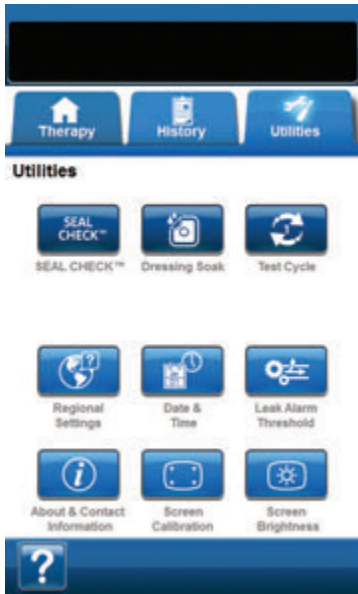 Therapy
History
Utilities
Utilities
SEAL
CHECK™
SEAL CHECK™
Dressing Soak
Test Cycle
Regional
Settings
Date &
Time
Leak Alarm
Threshold
About & Contact
Information
Screen
Calibration
Screen
Brightness
?